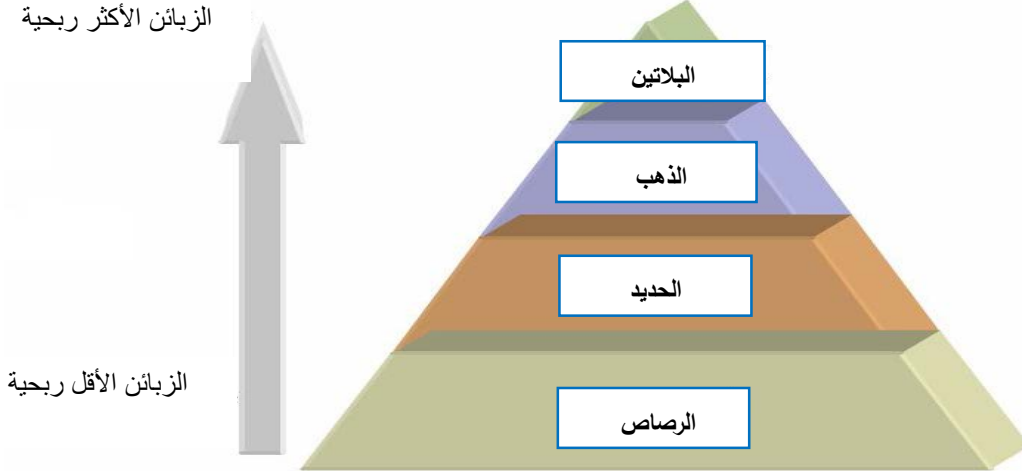 الزبائن الأكثر ربحية
البلاتين
الذهب
الحديد
الزبائن الأقل ربحية
الرصاص